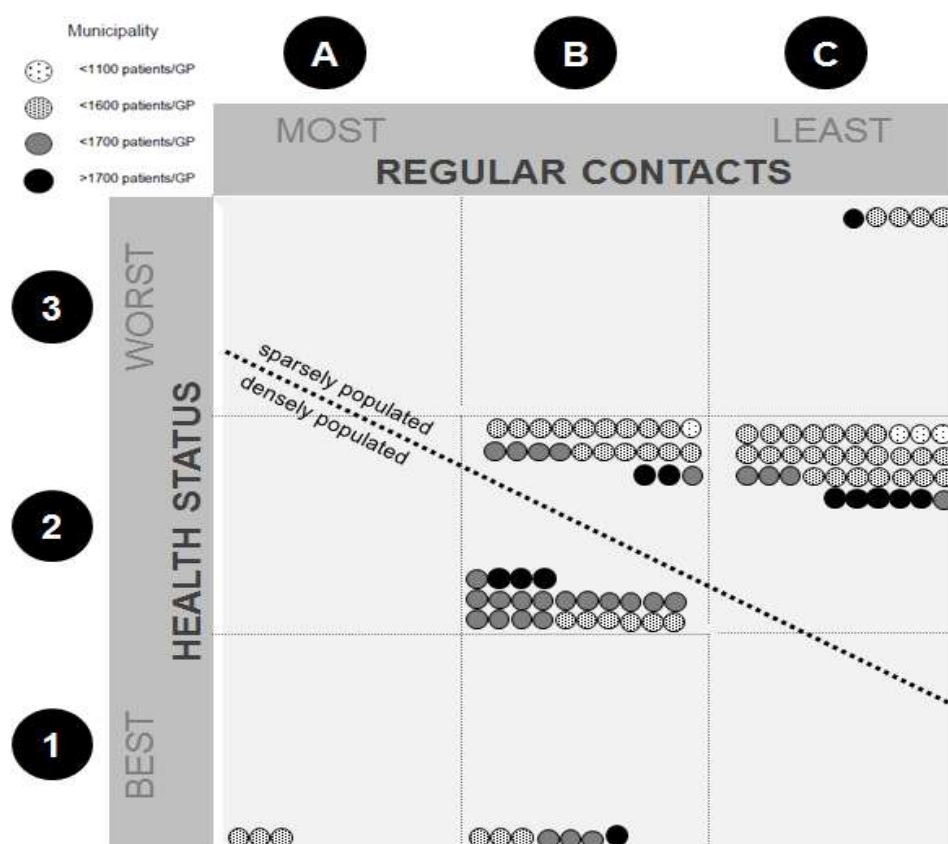 Municipality
<1100 patients/GP
<1600 patients/GP
<1700 patients/GP
>1700 patients/GP
A
B
C
MOST
LEAST
REGULAR CONTACTS
3
WORST
sparsely populated
densely populated
2
HEALTH STATUS
1
BEST